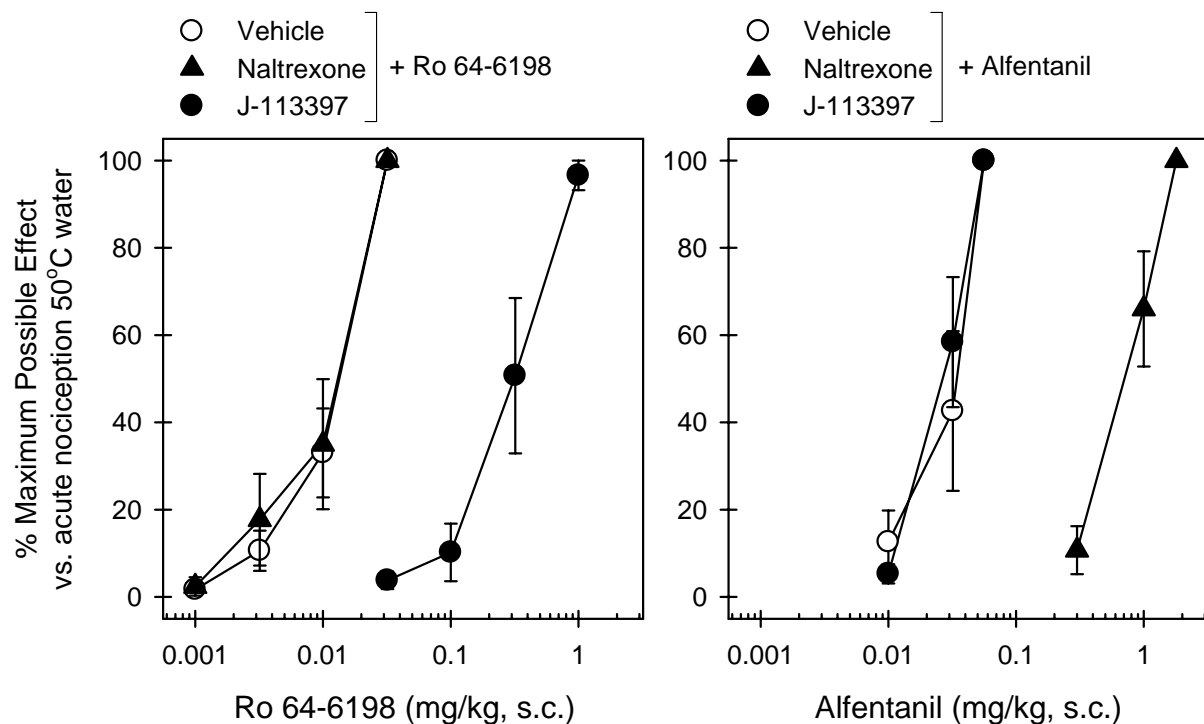 Vehicle
Naltrexone
J-113397
+ Ro 64-6198
Vehicle
Naltrexone
J-113397
+ Alfentanil
% Maximum Possible Effect
vs. acute nociception 50°C water
100
80
60
40
20
0
0.001 0.01 0.1 1
Ro 64-6198 (mg/kg, s.c.)
100
80
60
40
20
0
0.001 0.01 0.1 1
Alfentanil (mg/kg, s.c.)